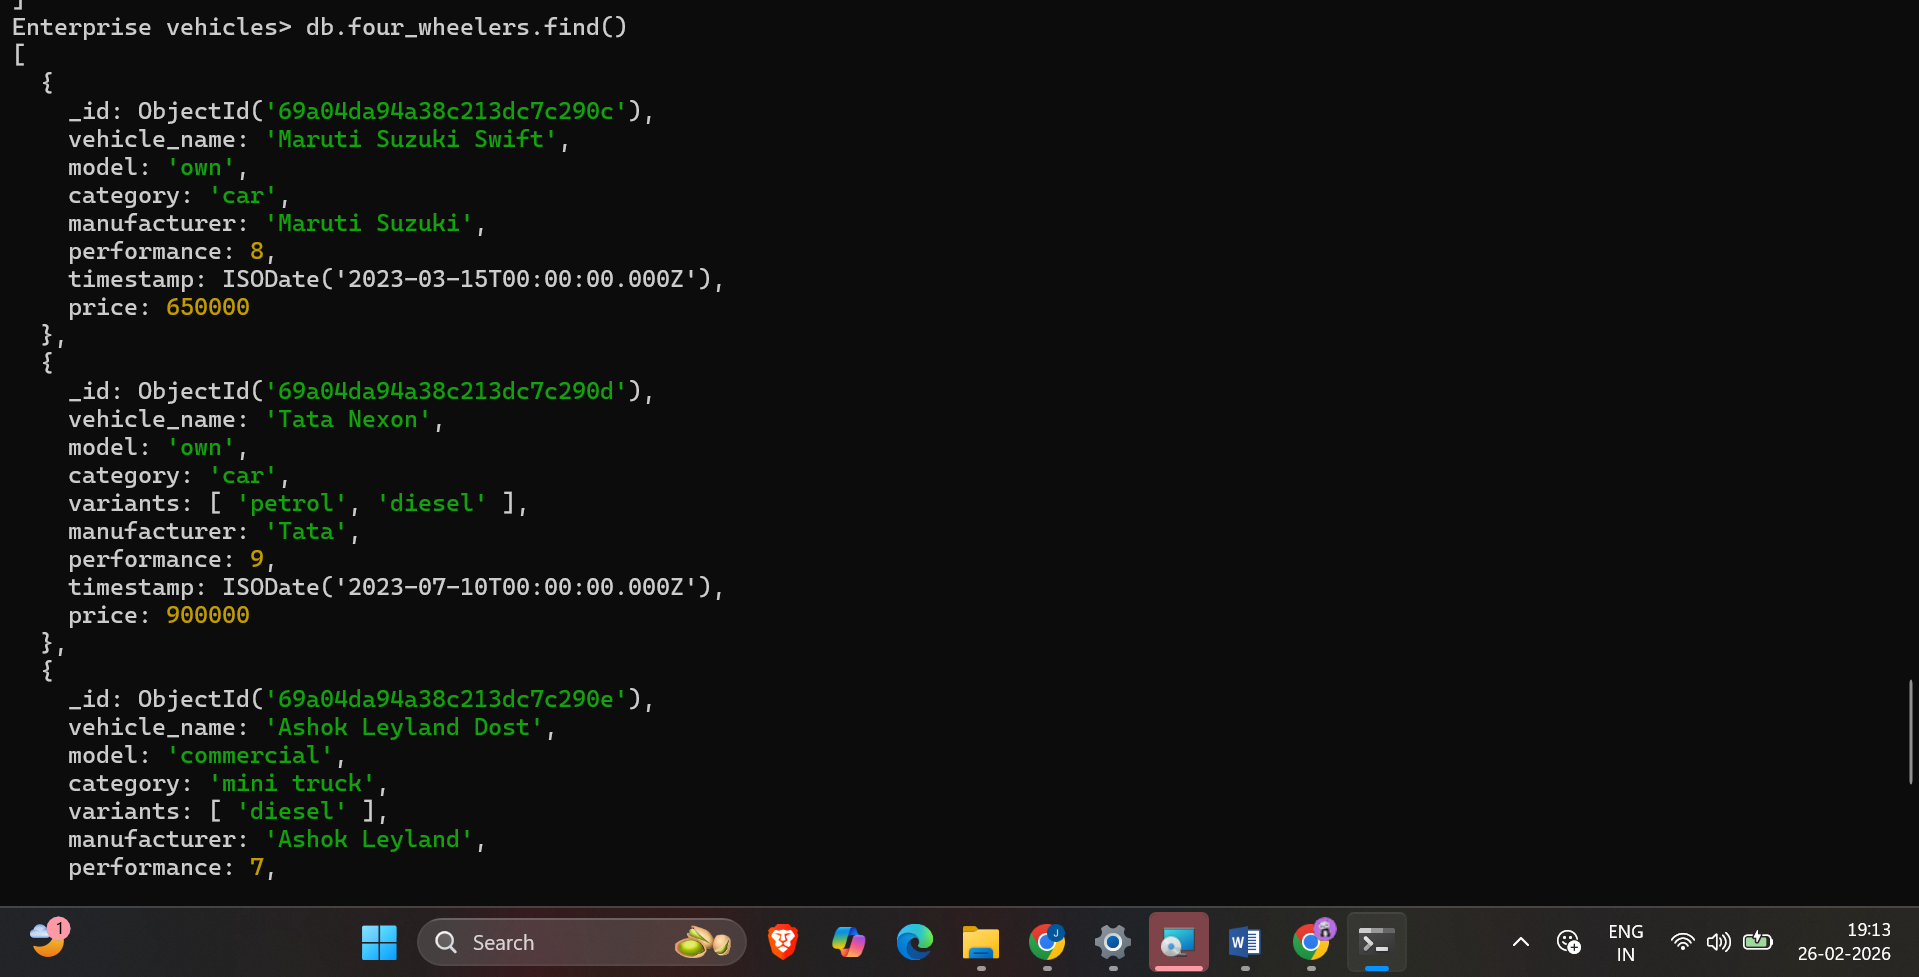 ]
Enterprise vehicles> db.four_wheelers.find()
[
  {
    _id: ObjectId('69a04da94a38c213dc7c290c'),
    vehicle_name: 'Maruti Suzuki Swift',
    model: 'own',
    category: 'car',
    manufacturer: 'Maruti Suzuki',
    performance: 8,
    timestamp: ISODate('2023-03-15T00:00:00.000Z'),
    price: 650000
  },
  {
    _id: ObjectId('69a04da94a38c213dc7c290d'),
    vehicle_name: 'Tata Nexon',
    model: 'own',
    category: 'car',
    variants: [ 'petrol', 'diesel' ],
    manufacturer: 'Tata',
    performance: 9,
    timestamp: ISODate('2023-07-10T00:00:00.000Z'),
    price: 900000
  },
  {
    _id: ObjectId('69a04da94a38c213dc7c290e'),
    vehicle_name: 'Ashok Leyland Dost',
    model: 'commercial',
    category: 'mini truck',
    variants: [ 'diesel' ],
    manufacturer: 'Ashok Leyland',
    performance: 7,
1
Search
J
W
ENG
IN
19:13
26-02-2026